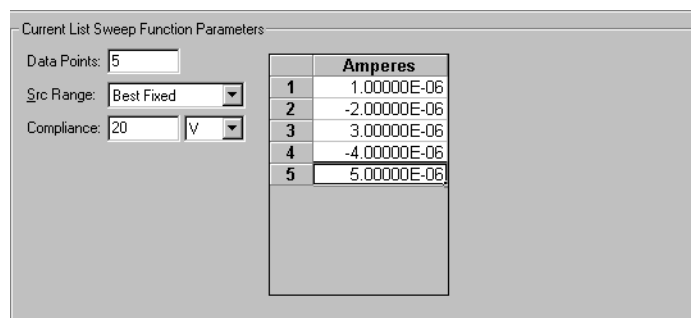 Current List Sweep Function Parameters
Data Points: 5
Src Range: Best Fixed
Compliance: 20 V
Amperes
1 1.00000E-06
2 -2.00000E-06
3 3.00000E-06
4 -4.00000E-06
5 5.00000E-06